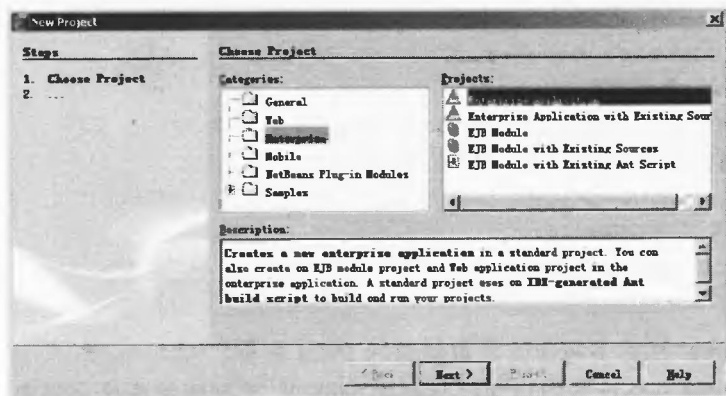 New Project
Steps
1. Choose Project
2. ...
Choose Project
Categories:
General
Web
Enterprise
Mobile
NetBeans Plug-in Modules
Samples
Projects:
Enterprise Application with Existing Sour
EJB Module
EJB Module with Existing Sources
EJB Module with Existing Ant Script
Description:
Creates a new enterprise application in a standard project. You can
also create an EJB module project and Web application project in the
enterprise application. A standard project uses an IDE-generated Ant
build script to build and run your projects.
< Back
Next >
Finish
Cancel
Help